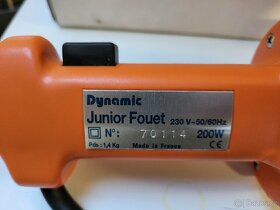 Dynamic
Junior Fouet 230 V~50/60Hz
N°: 70114 200W
Pds: 1,4 Kg Made in France CE